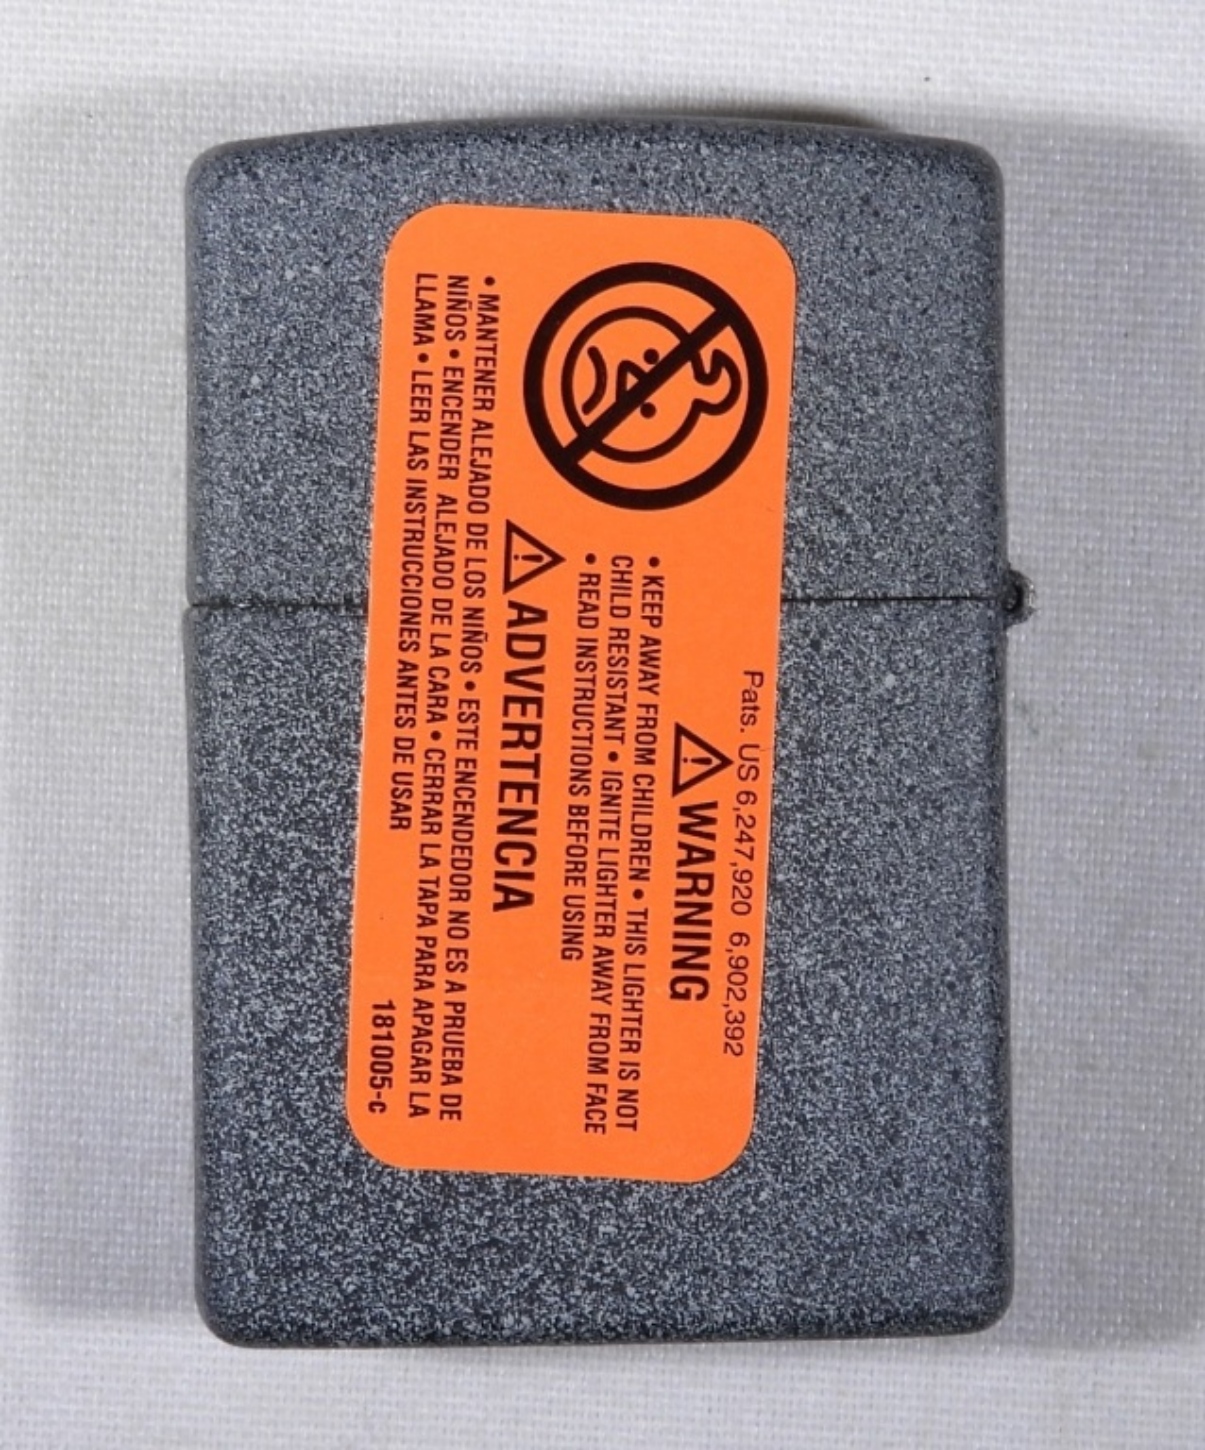 Pats. US 6,247,920 6,902,392
WARNING
• KEEP AWAY FROM CHILDREN • THIS LIGHTER IS NOT
CHILD RESISTANT • IGNITE LIGHTER AWAY FROM FACE
• READ INSTRUCTIONS BEFORE USING
ADVERTENCIA
• MANTENER ALEJADO DE LOS NIÑOS • ESTE ENCENDEDOR NO ES A PRUEBA DE
NIÑOS • ENCENDER ALEJADO DE LA CARA • CERRAR LA TAPA PARA APAGAR LA
LLAMA • LEER LAS INSTRUCCIONES ANTES DE USAR
181005-c